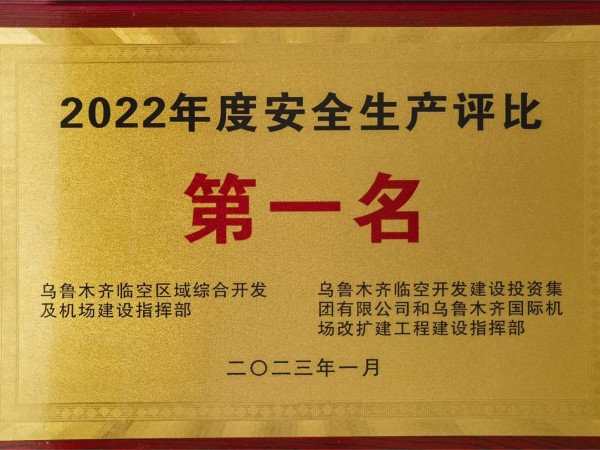 2022年度安全生产评比
第一名
乌鲁木齐临空区域综合开发
及机场建设指挥部
乌鲁木齐临空开发建设投资集
团有限公司和乌鲁木齐国际机
场改扩建工程建设指挥部
二〇二三年一月